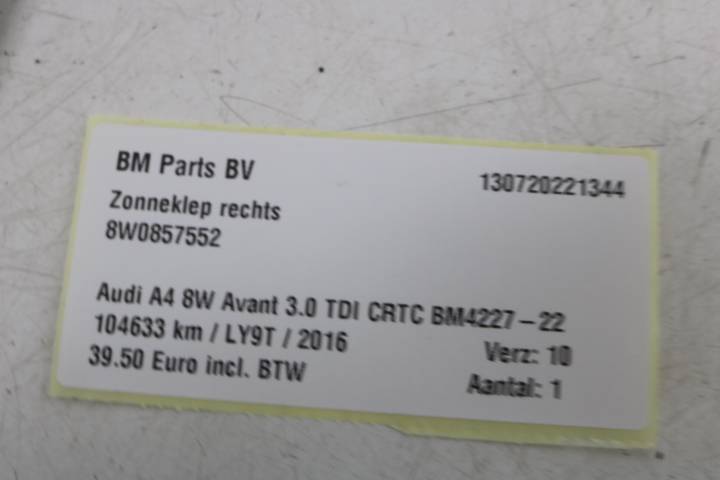 BM Parts BV
130720221344
Zonneklep rechts
8W0857552
Audi A4 8W Avant 3.0 TDI CRTC BM4227-22
104633 km / LY9T / 2016
Verz: 10
39.50 Euro incl. BTW
Aantal: 1